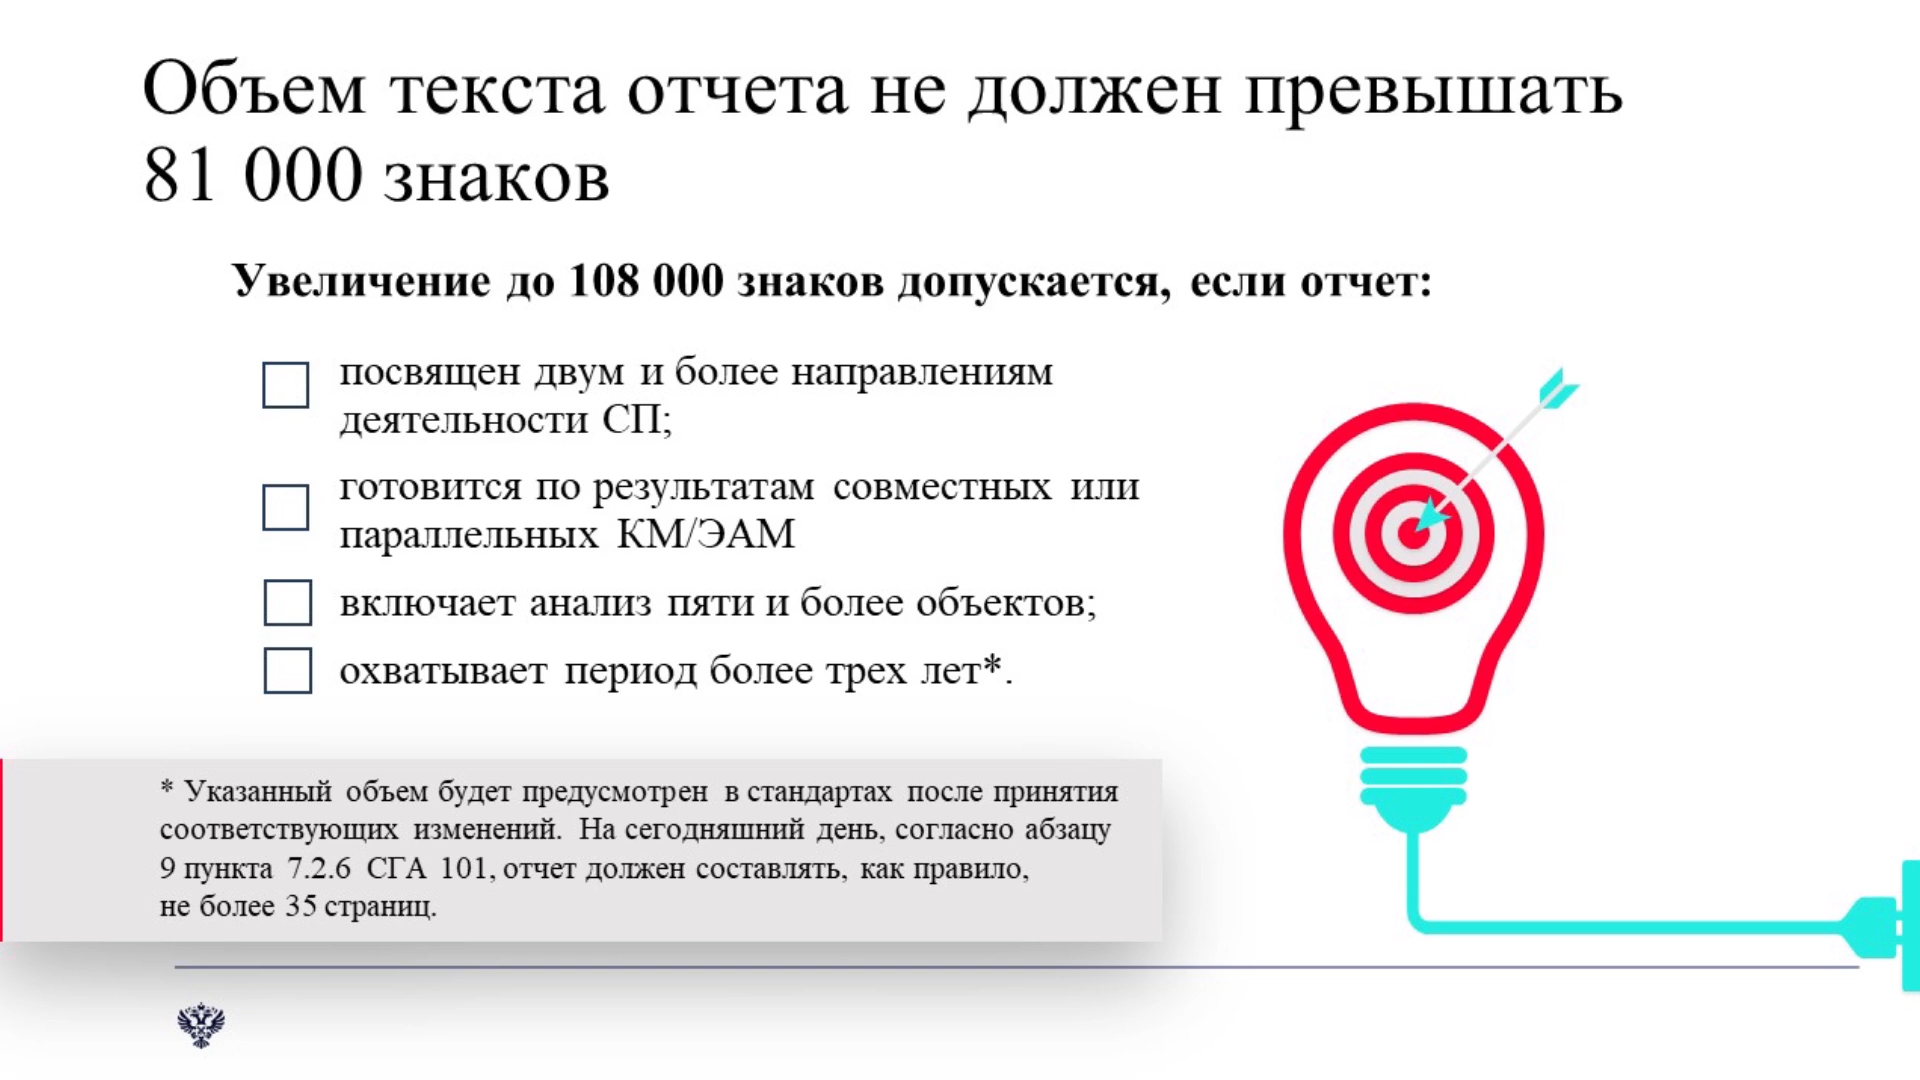 Объем текста отчета не должен превышать
81 000 знаков
Увеличение до 108 000 знаков допускается, если отчет:
посвящен двум и более направлениям
деятельности СП;
готовится по результатам совместных или
параллельных КМ/ЭАМ
включает анализ пяти и более объектов;
охватывает период более трех лет*.
* Указанный объем будет предусмотрен в стандартах после принятия
соответствующих изменений. На сегодняшний день, согласно абзацу
9 пункта 7.2.6 СГА 101, отчет должен составлять, как правило,
не более 35 страниц.